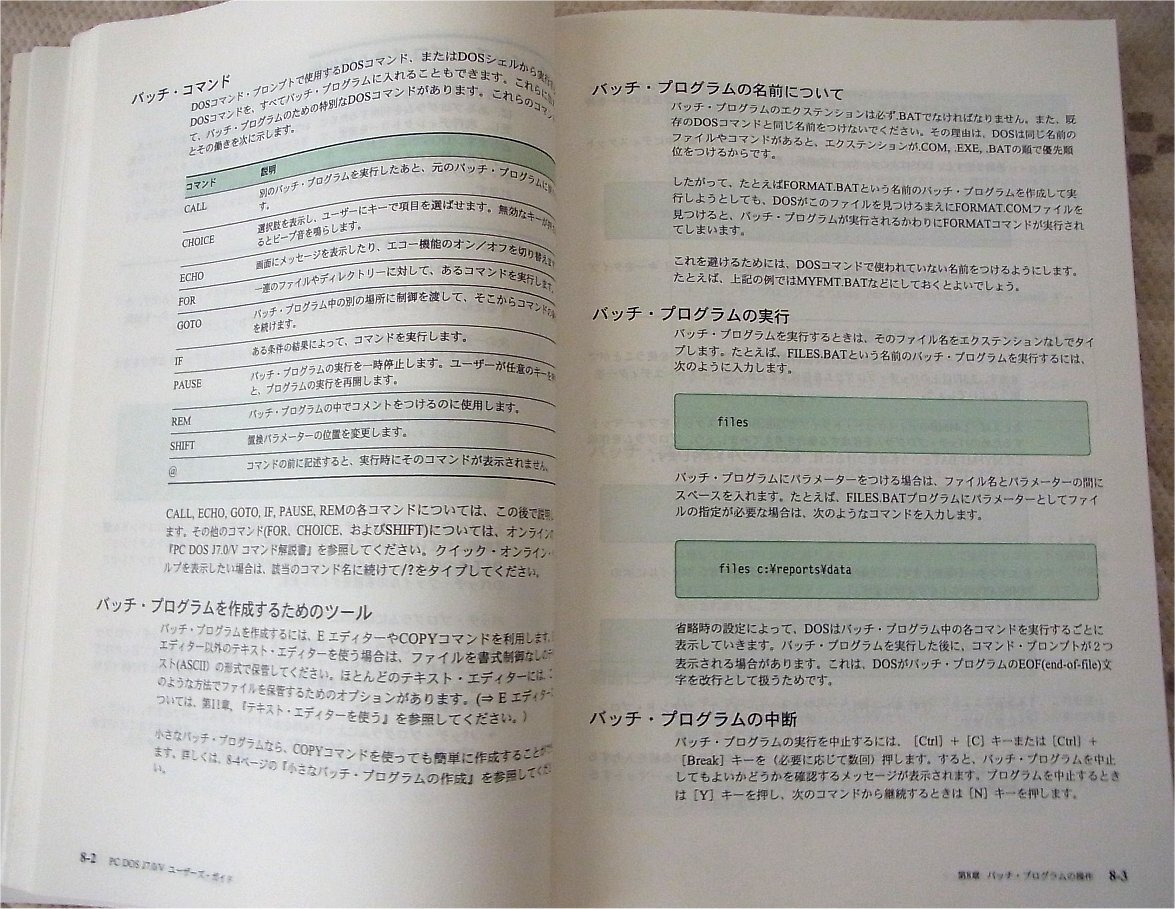 バッチ・コマンド
DOSコマンド・プロンプトで使用するDOSコマンド、またはDOSシェルから実行
DOSコマンドを、すべてバッチ・プログラムに入れることもできます。これらに
て、バッチ・プログラムのための特別なDOSコマンドがあります。これらのコマン
とその働きを次に示します。
コマンド 説明
CALL 別のバッチ・プログラムを実行したあと、元のバッチ・プログラムに
す。
CHOICE 選択肢を表示し、ユーザーにキーで項目を選ばせます。無効なキーが
るとビープ音を鳴らします。
ECHO 画面にメッセージを表示したり、エコー機能のオン／オフを切り替え
FOR 一連のファイルやディレクトリーに対して、あるコマンドを実行します。
GOTO バッチ・プログラム中の別の場所に制御を渡して、そこからコマンドの
を続けます。
IF ある条件の結果によって、コマンドを実行します。
PAUSE バッチ・プログラムの実行を一時停止します。ユーザーが任意のキーを
と、プログラムの実行を再開します。
REM バッチ・プログラムの中でコメントをつけるのに使用します。
SHIFT 置換パラメーターの位置を変更します。
@ コマンドの前に記述すると、実行時にそのコマンドが表示されません。
CALL, ECHO, GOTO, IF, PAUSE, REMの各コマンドについては、この後で説明
ます。その他のコマンド(FOR、CHOICE、およびSHIFT)については、オンライン
『PC DOS J7.0/V コマンド解説書』を参照してください。クイック・オンライン・
ルプを表示したい場合は、該当のコマンド名に続けて/?をタイプしてください。
バッチ・プログラムを作成するためのツール
バッチ・プログラムを作成するには、E エディターやCOPYコマンドを利用します。
エディター以外のテキスト・エディターを使う場合は、ファイルを書式制御なしの
スト(ASCII) の形式で保管してください。ほとんどのテキスト・エディターには、
のような方法でファイルを保管するためのオプションがあります。(⇒ E エディター
ついては、第11章,『テキスト・エディターを使う』を参照してください。)
小さなバッチ・プログラムなら、COPYコマンドを使っても簡単に作成すること
ます。詳しくは、8-4ページの『小さなバッチ・プログラムの作成』を参照してくだ
い。
8-2 PC DOS J7.0/V ユーザーズ・ガイド
バッチ・プログラムの名前について
バッチ・プログラムのエクステンションは必ず.BATでなければなりません。また、既
存のDOSコマンドと同じ名前をつけないでください。その理由は、DOSは同じ名前の
ファイルやコマンドがあると、エクステンションが.COM, .EXE, .BATの順で優先順
位をつけるからです。
したがって、たとえばFORMAT.BATという名前のバッチ・プログラムを作成して実
行しようとしても、DOSがこのファイルを見つけるまえにFORMAT.COMファイルを
見つけると、バッチ・プログラムが実行されるかわりにFORMATコマンドが実行され
てしまいます。
これを避けるためには、DOSコマンドで使われていない名前をつけるようにします。
たとえば、上記の例ではMYFMT.BATなどにしておくとよいでしょう。
バッチ・プログラムの実行
バッチ・プログラムを実行するときは、そのファイル名をエクステンションなしでタイ
プします。たとえば、FILES.BATという名前のバッチ・プログラムを実行するには、
次のように入力します。
files
バッチ・プログラムにパラメーターをつける場合は、ファイル名とパラメーターの間に
スペースを入れます。たとえば、FILES.BATプログラムにパラメーターとしてファイ
ルの指定が必要な場合は、次のようなコマンドを入力します。
files c:¥reports¥data
省略時の設定によって、DOSはバッチ・プログラム中の各コマンドを実行するごとに
表示していきます。バッチ・プログラムを実行した後に、コマンド・プロンプトが２つ
表示される場合があります。これは、DOSがバッチ・プログラムのEOF(end-of-file)文
字を改行として扱うためです。
バッチ・プログラムの中断
バッチ・プログラムの実行を中止するには、［Ctrl］＋［C］キーまたは［Ctrl］＋
［Break］キーを（必要に応じて数回）押します。すると、バッチ・プログラムを中止
してもよいかどうかを確認するメッセージが表示されます。プログラムを中止するとき
は［Y］キーを押し、次のコマンドから継続するときは［N］キーを押します。
第8章 バッチ・プログラムの操作 8-3